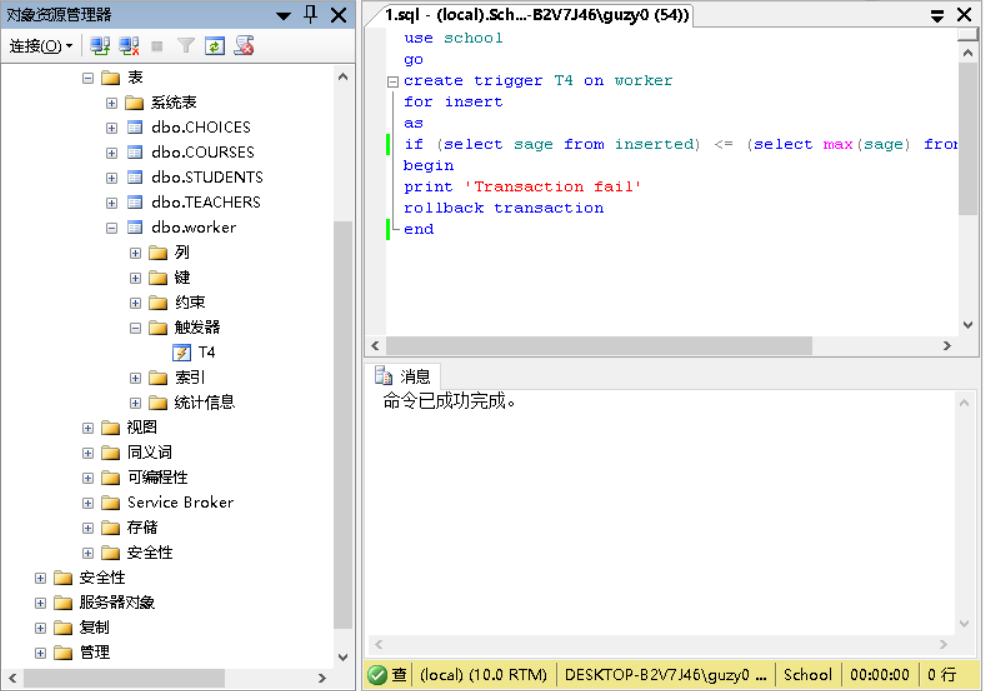 对象资源管理器
连接(O)
表
系统表
dbo.CHOICES
dbo.COURSES
dbo.STUDENTS
dbo.TEACHERS
dbo.worker
列
键
约束
触发器
T4
索引
统计信息
视图
同义词
可编程性
Service Broker
存储
安全性
安全性
服务器对象
复制
管理
1.sql - (local).Sch...-B2V7J46\guzy0 (54))
use school
go
create trigger T4 on worker
for insert
as
if (select sage from inserted) <= (select max(sage) from
begin
print 'Transaction fail'
rollback transaction
end
消息
命令已成功完成。
查 (local) (10.0 RTM) DESKTOP-B2V7J46\guzy0 ... School 00:00:00 0 行